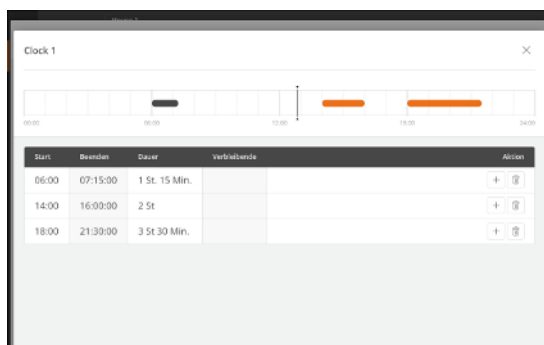 Clock 1
00:00 06:00 12:00 18:00 24:00
Start Beenden Dauer Verbleibende Aktion
06:00 07:15:00 1 St. 15 Min.
14:00 16:00:00 2 St
18:00 21:30:00 3 St 30 Min.